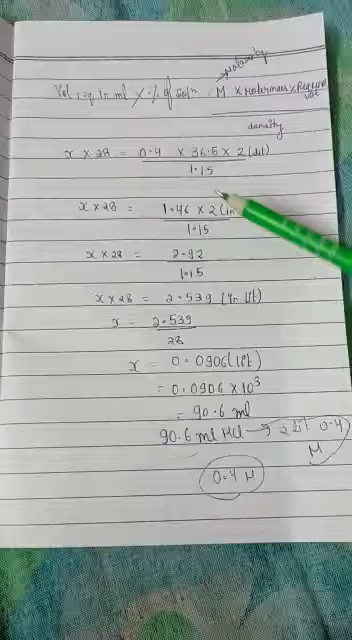 → Molarity
Vol req in ml × % of soln = M × Molarmass × Required vol
density
x × 28 = 0.4 × 36.5 × 2 (lit)
1.15
x × 28 = 1.46 × 2 (in
1.15
x × 28 = 2.92
1.15
x × 28 = 2.539 (in lit)
x = 2.539
28
x = 0.0906 (lit)
= 0.0906 × 10³
= 90.6 ml
90.6 ml HCl → 2 lit 0.4
M
0.4 M